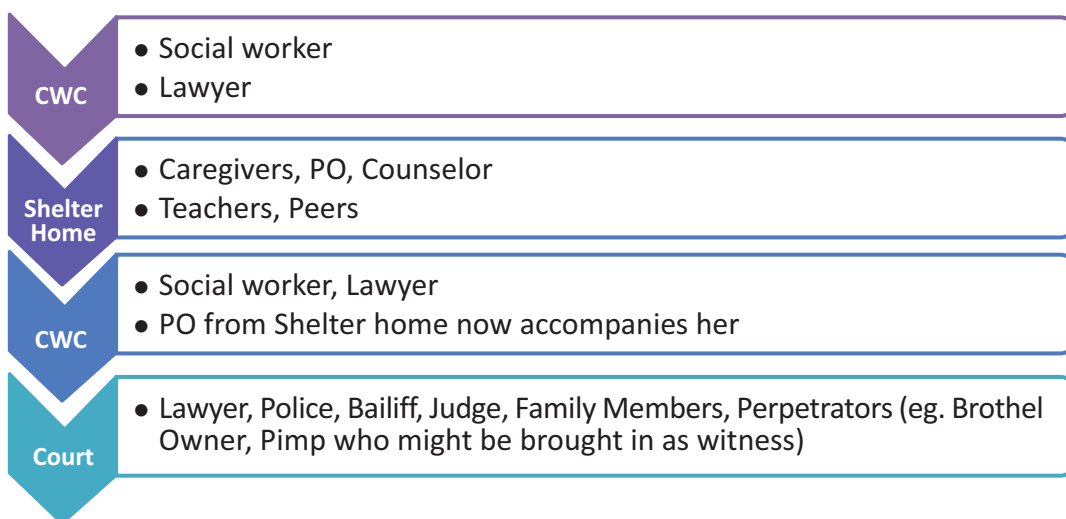 CWC
● Social worker
● Lawyer
Shelter
Home
● Caregivers, PO, Counselor
● Teachers, Peers
CWC
● Social worker, Lawyer
● PO from Shelter home now accompanies her
Court
● Lawyer, Police, Bailiff, Judge, Family Members, Perpetrators (eg. Brothel
Owner, Pimp who might be brought in as witness)